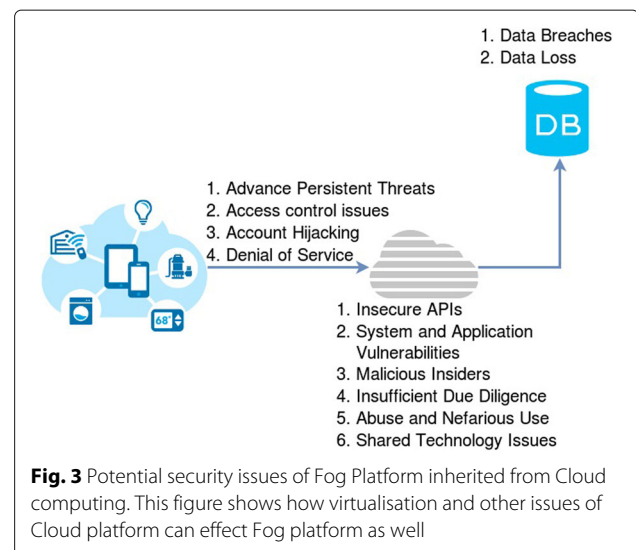 1. Data Breaches
2. Data Loss
DB
1. Advance Persistent Threats
2. Access control issues
3. Account Hijacking
4. Denial of Service
68°
1. Insecure APIs
2. System and Application
Vulnerabilities
3. Malicious Insiders
4. Insufficient Due Diligence
5. Abuse and Nefarious Use
6. Shared Technology Issues
Fig. 3 Potential security issues of Fog Platform inherited from Cloud
computing. This figure shows how virtualisation and other issues of
Cloud platform can effect Fog platform as well